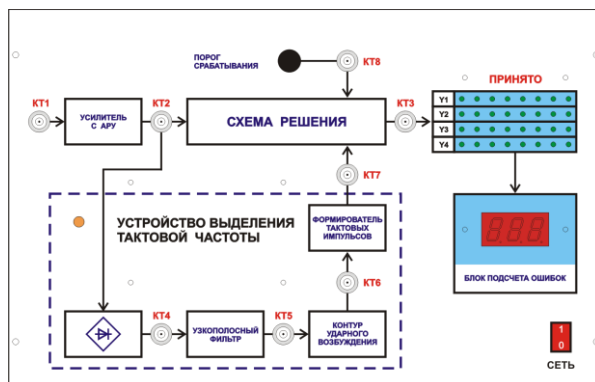 ПОРОГ
СРАБАТЫВАНИЯ
КТ8
КТ1
УСИЛИТЕЛЬ
С АРУ
КТ2
СХЕМА РЕШЕНИЯ
КТ3
ПРИНЯТО
Y1
Y2
Y3
Y4
КТ7
УСТРОЙСТВО ВЫДЕЛЕНИЯ
ТАКТОВОЙ ЧАСТОТЫ
ФОРМИРОВАТЕЛЬ
ТАКТОВЫХ
ИМПУЛЬСОВ
БЛОК ПОДСЧЕТА ОШИБОК
КТ6
КТ4
УЗКОПОЛОСНЫЙ
ФИЛЬТР
КТ5
КОНТУР
УДАРНОГО
ВОЗБУЖДЕНИЯ
1
0
СЕТЬ